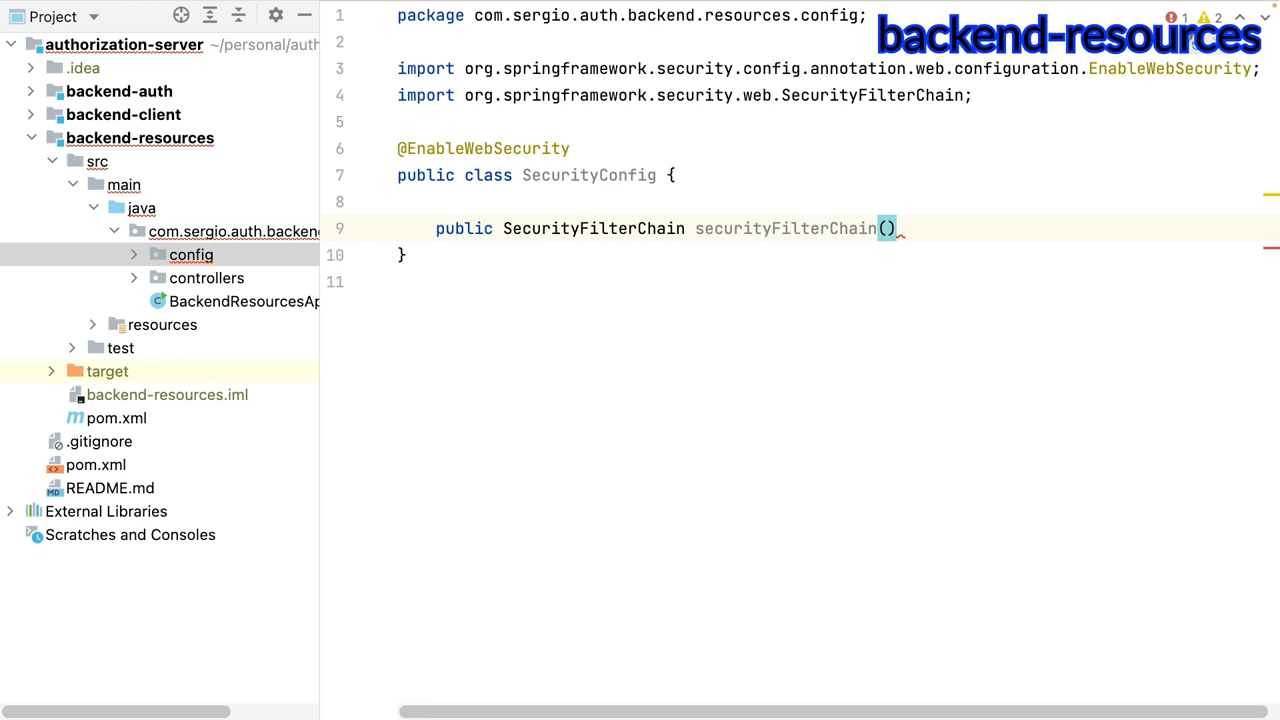 Project
authorization-server ~/personal/auth
.idea
backend-auth
backend-client
backend-resources
src
main
java
com.sergio.auth.backend
config
controllers
BackendResourcesAp
resources
test
target
backend-resources.iml
pom.xml
.gitignore
pom.xml
README.md
External Libraries
Scratches and Consoles
1 package com.sergio.auth.backend.resources.config;
1 2
backend-resources
2
3 import org.springframework.security.config.annotation.web.configuration.EnableWebSecurity;
4 import org.springframework.security.web.SecurityFilterChain;
5
6 @EnableWebSecurity
7 public class SecurityConfig {
8
9 public SecurityFilterChain securityFilterChain()
10 }
11